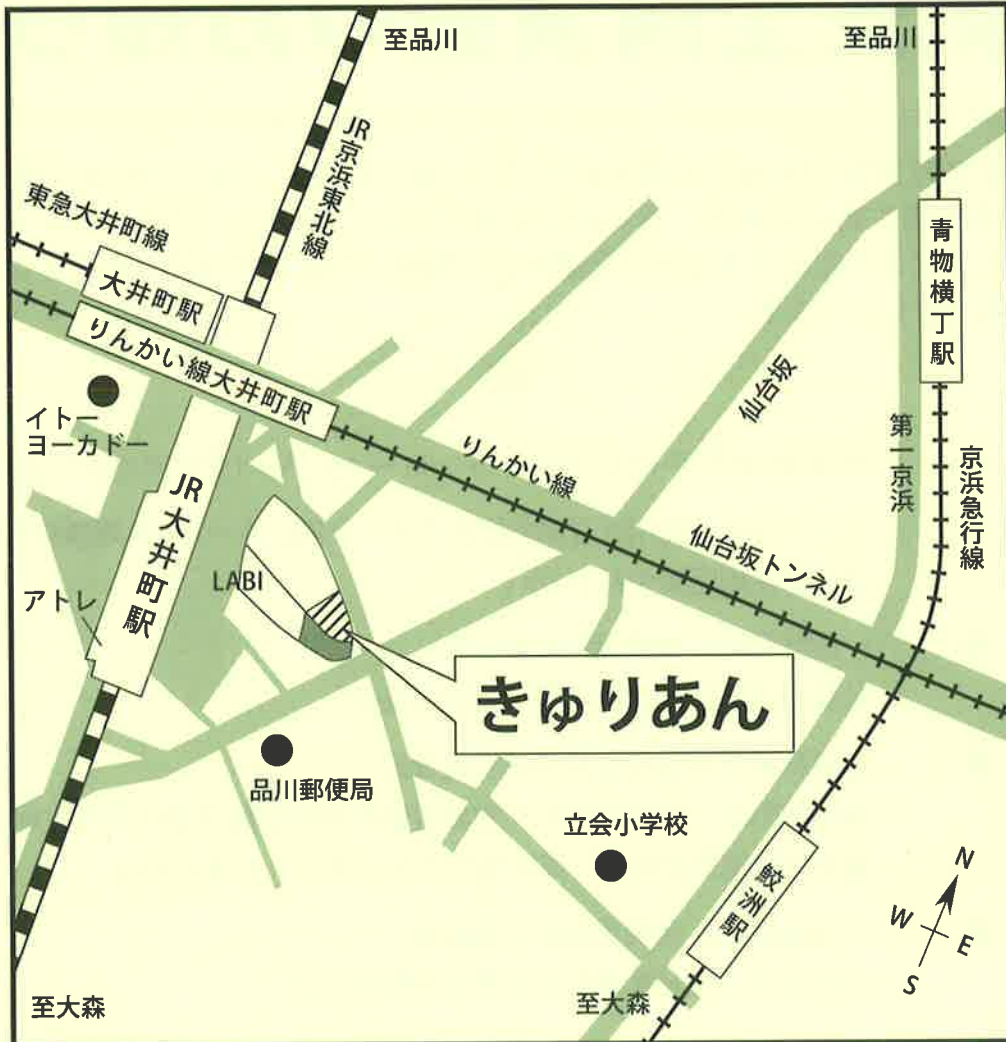 至品川
至品川
JR京浜東北線
東急大井町線
大井町駅
りんかい線大井町駅
青物横丁駅
イトー
ヨーカドー
仙台坂
りんかい線
第一京浜
京浜急行線
JR大井町駅
仙台坂トンネル
LABI
アトレ
きゅりあん
品川郵便局
立会小学校
鮫洲駅
N
W
E
S
至大森
至大森